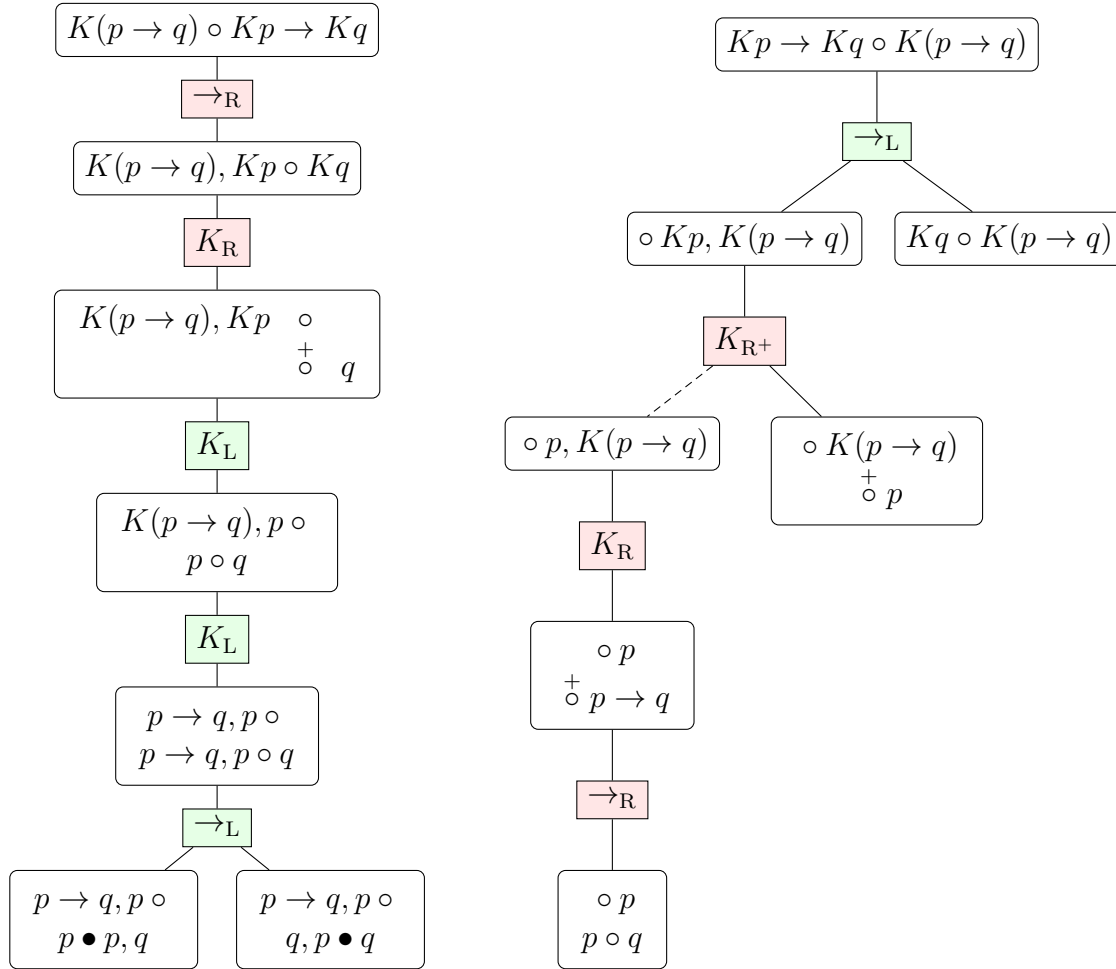 K(p → q) ∘ Kp → Kq
→R
K(p → q), Kp ∘ Kq
KR
K(p → q), Kp ∘
+
∘ q
KL
K(p → q), p ∘
p ∘ q
KL
p → q, p ∘
p → q, p ∘ q
→L
p → q, p ∘
p ● p, q
p → q, p ∘
q, p ● q
Kp → Kq ∘ K(p → q)
→L
∘ Kp, K(p → q)
Kq ∘ K(p → q)
KR+
∘ p, K(p → q)
∘ K(p → q)
+
∘ p
KR
∘ p
+
∘ p → q
→R
∘ p
p ∘ q